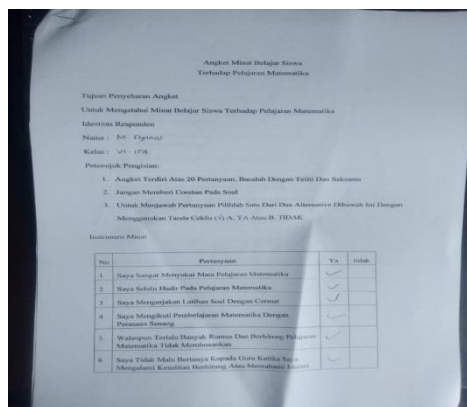 Angket Minat Belajar Siswa
Terhadap Pelajaran Matematika
Tujuan Penyebaran Angket
Untuk Mengetahui Minat Belajar Siswa Terhadap Pelajaran Matematika
Identitas Responden
Nama : M.
Kelas : - IPA
Petunjuk Pengisian:
1. Angket Terdiri Atas 20 Pertanyaan, Bacalah Dengan Teliti Dan Seksama
2. Jangan Memberi Coretan Pada Soal
3. Untuk Menjawab Pertanyaan Pilihlah Satu Dari Dua Alternative Dibawah Ini Dengan
Menggunakan Tanda Ceklis (√) A. YA Atau B. TIDAK
Instrumen Minat
No Pertanyaan Ya tidak
1 Saya Sangat Menyukai Mata Pelajaran Matematika ✓
2 Saya Selalu Hadir Pada Pelajaran Matematika ✓
3 Saya Mengerjakan Latihan Soal Dengan Cermat ✓
4 Saya Mengikuti Pembelajaran Matematika Dengan
Perasaan Senang ✓
5 Walaupun Terlalu Banyak Rumus Dan Berhitung Pelajaran
Matematika Tidak Membosankan ✓
6 Saya Tidak Malu Bertanya Kepada Guru Ketika Saya
Mengalami Kesulitan Berhitung Atau Memahami Materi ✓